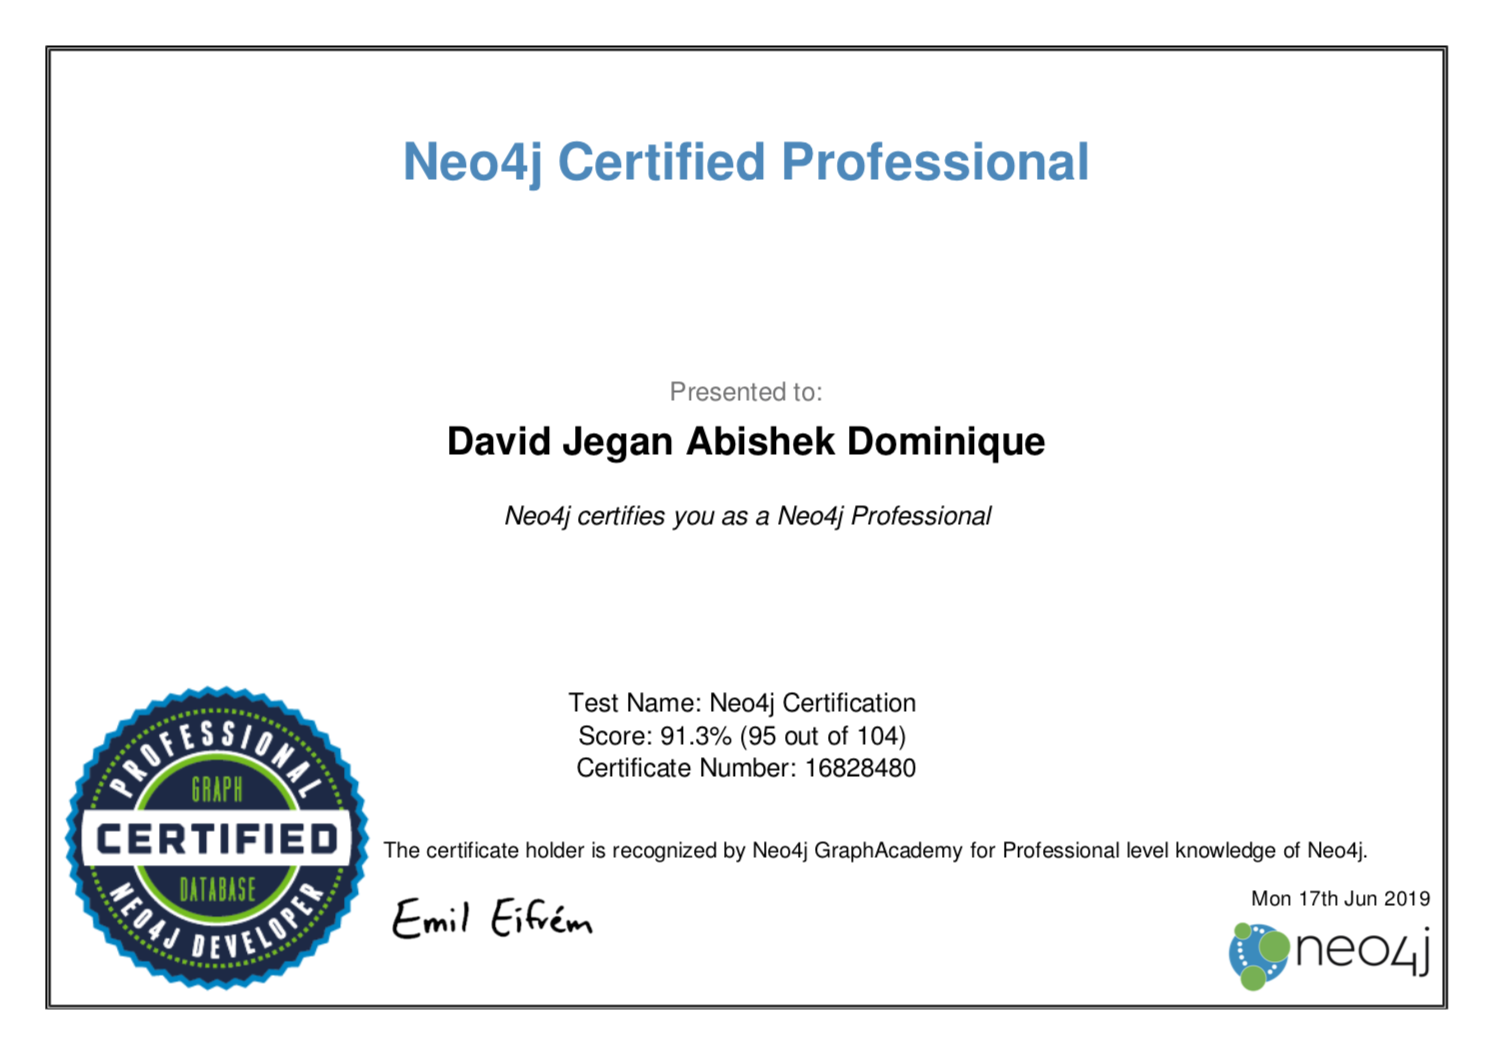 Neo4j Certified Professional
Presented to:
David Jegan Abishek Dominique
Neo4j certifies you as a Neo4j Professional
Test Name: Neo4j Certification
Score: 91.3% (95 out of 104)
Certificate Number: 16828480
PROFESSIONAL
GRAPH
CERTIFIED
DATABASE
NEO4J DEVELOPER
The certificate holder is recognized by Neo4j GraphAcademy for Professional level knowledge of Neo4j.
Emil Eifrém
Mon 17th Jun 2019
neo4j